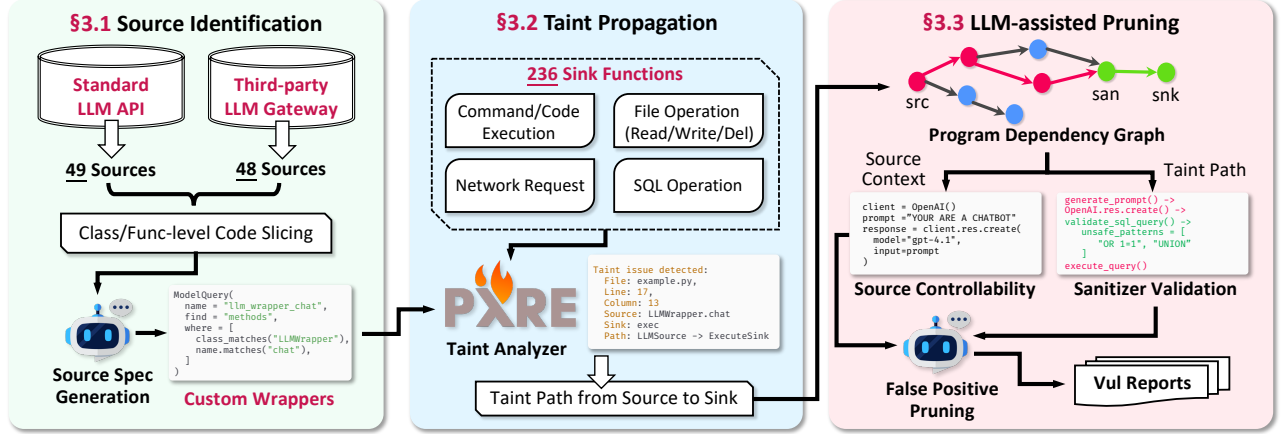 §3.1 Source Identification
Standard
LLM API
Third-party
LLM Gateway
49 Sources
48 Sources
Class/Func-level Code Slicing
Source Spec
Generation
ModelQuery(
name = "llm_wrapper_chat",
find = "methods",
where = [
class_matches("LLMWrapper"),
name.matches("chat"),
]
)
Custom Wrappers
§3.2 Taint Propagation
236 Sink Functions
Command/Code
Execution
File Operation
(Read/Write/Del)
Network Request
SQL Operation
PXRE
Taint Analyzer
Taint issue detected:
File: example.py,
Line: 17,
Column: 13
Source: LLMWrapper.chat
Sink: exec
Path: LLMSource -> ExecuteSink
Taint Path from Source to Sink
§3.3 LLM-assisted Pruning
src
san
snk
Program Dependency Graph
Source
Context
Taint Path
client = OpenAI()
prompt ="YOUR ARE A CHATBOT"
response = client.res.create(
model="gpt-4.1",
input=prompt
)
Source Controllability
generate_prompt() ->
OpenAI.res.create() ->
validate_sql_query() ->
unsafe_patterns = [
"OR 1=1", "UNION"
]
execute_query()
Sanitizer Validation
False Positive
Pruning
Vul Reports